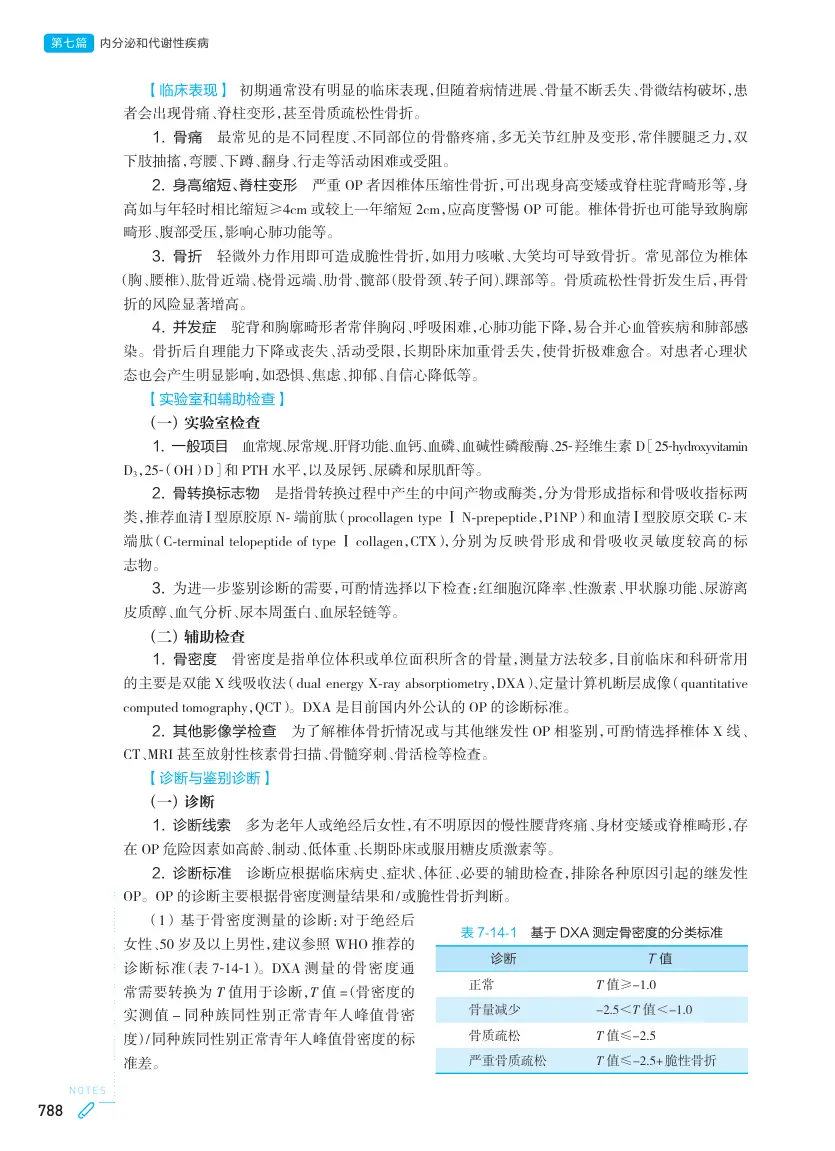 第七篇 内分泌和代谢性疾病
【临床表现】 初期通常没有明显的临床表现,但随着病情进展、骨量不断丢失、骨微结构破坏,患
者会出现骨痛、脊柱变形,甚至骨质疏松性骨折。
1. 骨痛 最常见的是不同程度、不同部位的骨骼疼痛,多无关节红肿及变形,常伴腰腿乏力,双
下肢抽搐,弯腰、下蹲、翻身、行走等活动困难或受阻。
2. 身高缩短、脊柱变形 严重 OP 者因椎体压缩性骨折,可出现身高变矮或脊柱驼背畸形等,身
高如与年轻时相比缩短≥4cm 或较上一年缩短 2cm,应高度警惕 OP 可能。椎体骨折也可能导致胸廓
畸形、腹部受压,影响心肺功能等。
3. 骨折 轻微外力作用即可造成脆性骨折,如用力咳嗽、大笑均可导致骨折。常见部位为椎体
(胸、腰椎)、肱骨近端、桡骨远端、肋骨、髋部(股骨颈、转子间)、踝部等。骨质疏松性骨折发生后,再骨
折的风险显著增高。
4. 并发症 驼背和胸廓畸形者常伴胸闷、呼吸困难,心肺功能下降,易合并心血管疾病和肺部感
染。骨折后自理能力下降或丧失、活动受限,长期卧床加重骨丢失,使骨折极难愈合。对患者心理状
态也会产生明显影响,如恐惧、焦虑、抑郁、自信心降低等。
【实验室和辅助检查】
(一) 实验室检查
1. 一般项目 血常规、尿常规、肝肾功能、血钙、血磷、血碱性磷酸酶、25-羟维生素 D[25-hydroxyvitamin
D₃,25-(OH)D]和 PTH 水平,以及尿钙、尿磷和尿肌酐等。
2. 骨转换标志物 是指骨转换过程中产生的中间产物或酶类,分为骨形成指标和骨吸收指标两
类,推荐血清Ⅰ型原胶原 N- 端前肽(procollagen type Ⅰ N-prepeptide,P1NP)和血清Ⅰ型胶原交联 C-末
端肽(C-terminal telopeptide of type Ⅰ collagen,CTX),分别为反映骨形成和骨吸收灵敏度较高的标
志物。
3. 为进一步鉴别诊断的需要,可酌情选择以下检查:红细胞沉降率、性激素、甲状腺功能、尿游离
皮质醇、血气分析、尿本周蛋白、血尿轻链等。
(二) 辅助检查
1. 骨密度 骨密度是指单位体积或单位面积所含的骨量,测量方法较多,目前临床和科研常用
的主要是双能 X 线吸收法(dual energy X-ray absorptiometry,DXA)、定量计算机断层成像(quantitative
computed tomography,QCT)。DXA 是目前国内外公认的 OP 的诊断标准。
2. 其他影像学检查 为了解椎体骨折情况或与其他继发性 OP 相鉴别,可酌情选择椎体 X 线、
CT、MRI 甚至放射性核素骨扫描、骨髓穿刺、骨活检等检查。
【诊断与鉴别诊断】
(一) 诊断
1. 诊断线索 多为老年人或绝经后女性,有不明原因的慢性腰背疼痛、身材变矮或脊椎畸形,存
在 OP 危险因素如高龄、制动、低体重、长期卧床或服用糖皮质激素等。
2. 诊断标准 诊断应根据临床病史、症状、体征、必要的辅助检查,排除各种原因引起的继发性
OP。OP 的诊断主要根据骨密度测量结果和/或脆性骨折判断。
(1) 基于骨密度测量的诊断:对于绝经后
女性、50 岁及以上男性,建议参照 WHO 推荐的
诊断标准(表 7-14-1)。DXA 测量的骨密度通
常需要转换为 T 值用于诊断,T 值 =(骨密度的
实测值 – 同种族同性别正常青年人峰值骨密
度)/同种族同性别正常青年人峰值骨密度的标
准差。
表 7-14-1 基于 DXA 测定骨密度的分类标准
诊断 T 值
正常 T 值≥–1.0
骨量减少 –2.5<T 值<–1.0
骨质疏松 T 值≤–2.5
严重骨质疏松 T 值≤–2.5+脆性骨折
NOTES
788